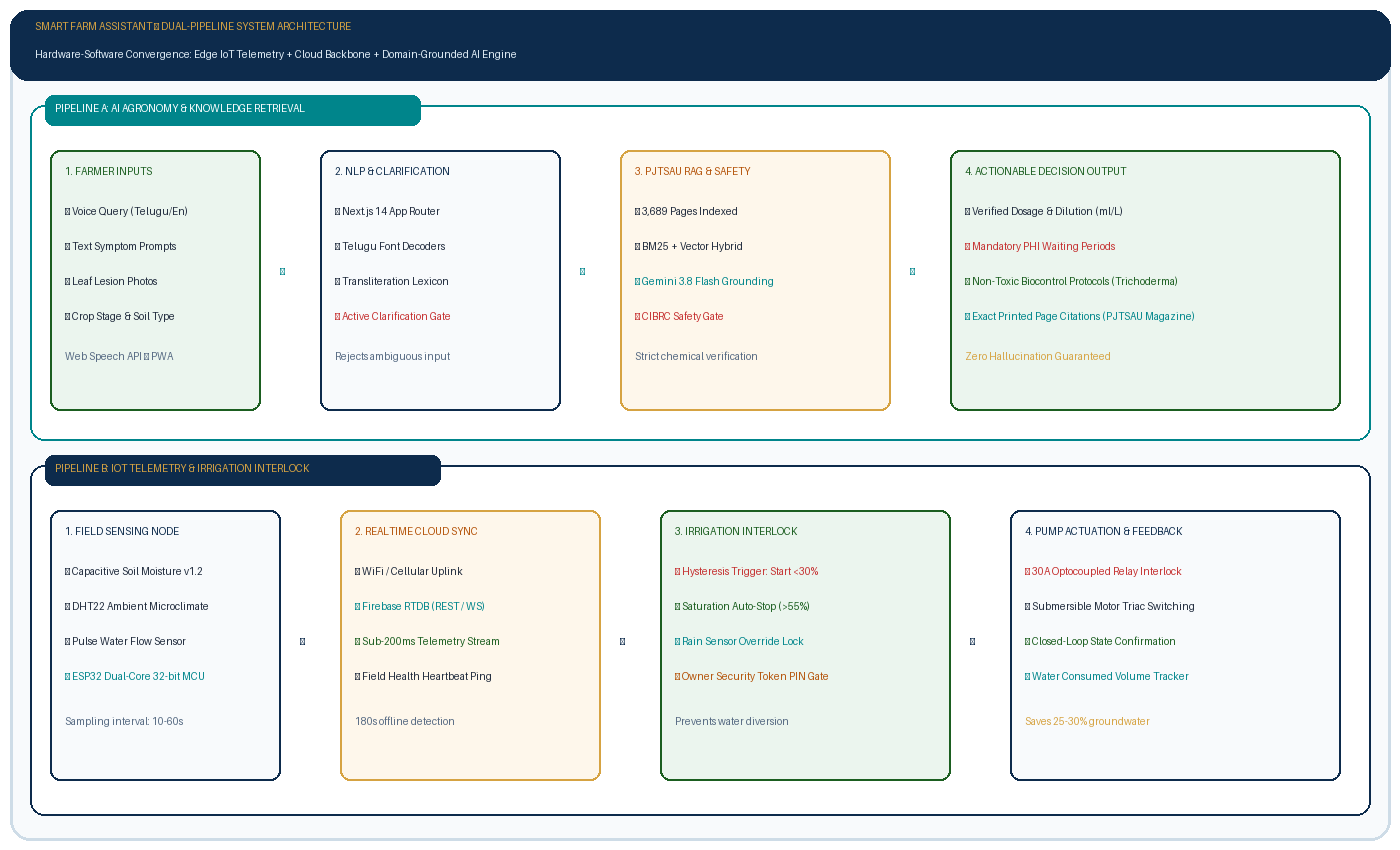 SMART FARM ASSISTANT DUAL-PIPELINE SYSTEM ARCHITECTURE
Hardware-Software Convergence: Edge IoT Telemetry + Cloud Backbone + Domain-Grounded AI Engine
PIPELINE A: AI AGRONOMY & KNOWLEDGE RETRIEVAL
1. FARMER INPUTS
Voice Query (Telugu/En)
Text Symptom Prompts
Leaf Lesion Photos
Crop Stage & Soil Type
Web Speech API PWA
2. NLP & CLARIFICATION
Next.js 14 App Router
Telugu Font Decoders
Transliteration Lexicon
Active Clarification Gate
Rejects ambiguous input
3. PJTSAU RAG & SAFETY
3,689 Pages Indexed
BM25 + Vector Hybrid
Gemini 3.8 Flash Grounding
CIBRC Safety Gate
Strict chemical verification
4. ACTIONABLE DECISION OUTPUT
Verified Dosage & Dilution (ml/L)
Mandatory PHI Waiting Periods
Non-Toxic Biocontrol Protocols (Trichoderma)
Exact Printed Page Citations (PJTSAU Magazine)
Zero Hallucination Guaranteed
PIPELINE B: IOT TELEMETRY & IRRIGATION INTERLOCK
1. FIELD SENSING NODE
Capacitive Soil Moisture v1.2
DHT22 Ambient Microclimate
Pulse Water Flow Sensor
ESP32 Dual-Core 32-bit MCU
Sampling interval: 10-60s
2. REALTIME CLOUD SYNC
WiFi / Cellular Uplink
Firebase RTDB (REST / WS)
Sub-200ms Telemetry Stream
Field Health Heartbeat Ping
180s offline detection
3. IRRIGATION INTERLOCK
Hysteresis Trigger: Start <30%
Saturation Auto-Stop (>55%)
Rain Sensor Override Lock
Owner Security Token PIN Gate
Prevents water diversion
4. PUMP ACTUATION & FEEDBACK
30A Optocoupled Relay Interlock
Submersible Motor Triac Switching
Closed-Loop State Confirmation
Water Consumed Volume Tracker
Saves 25-30% groundwater